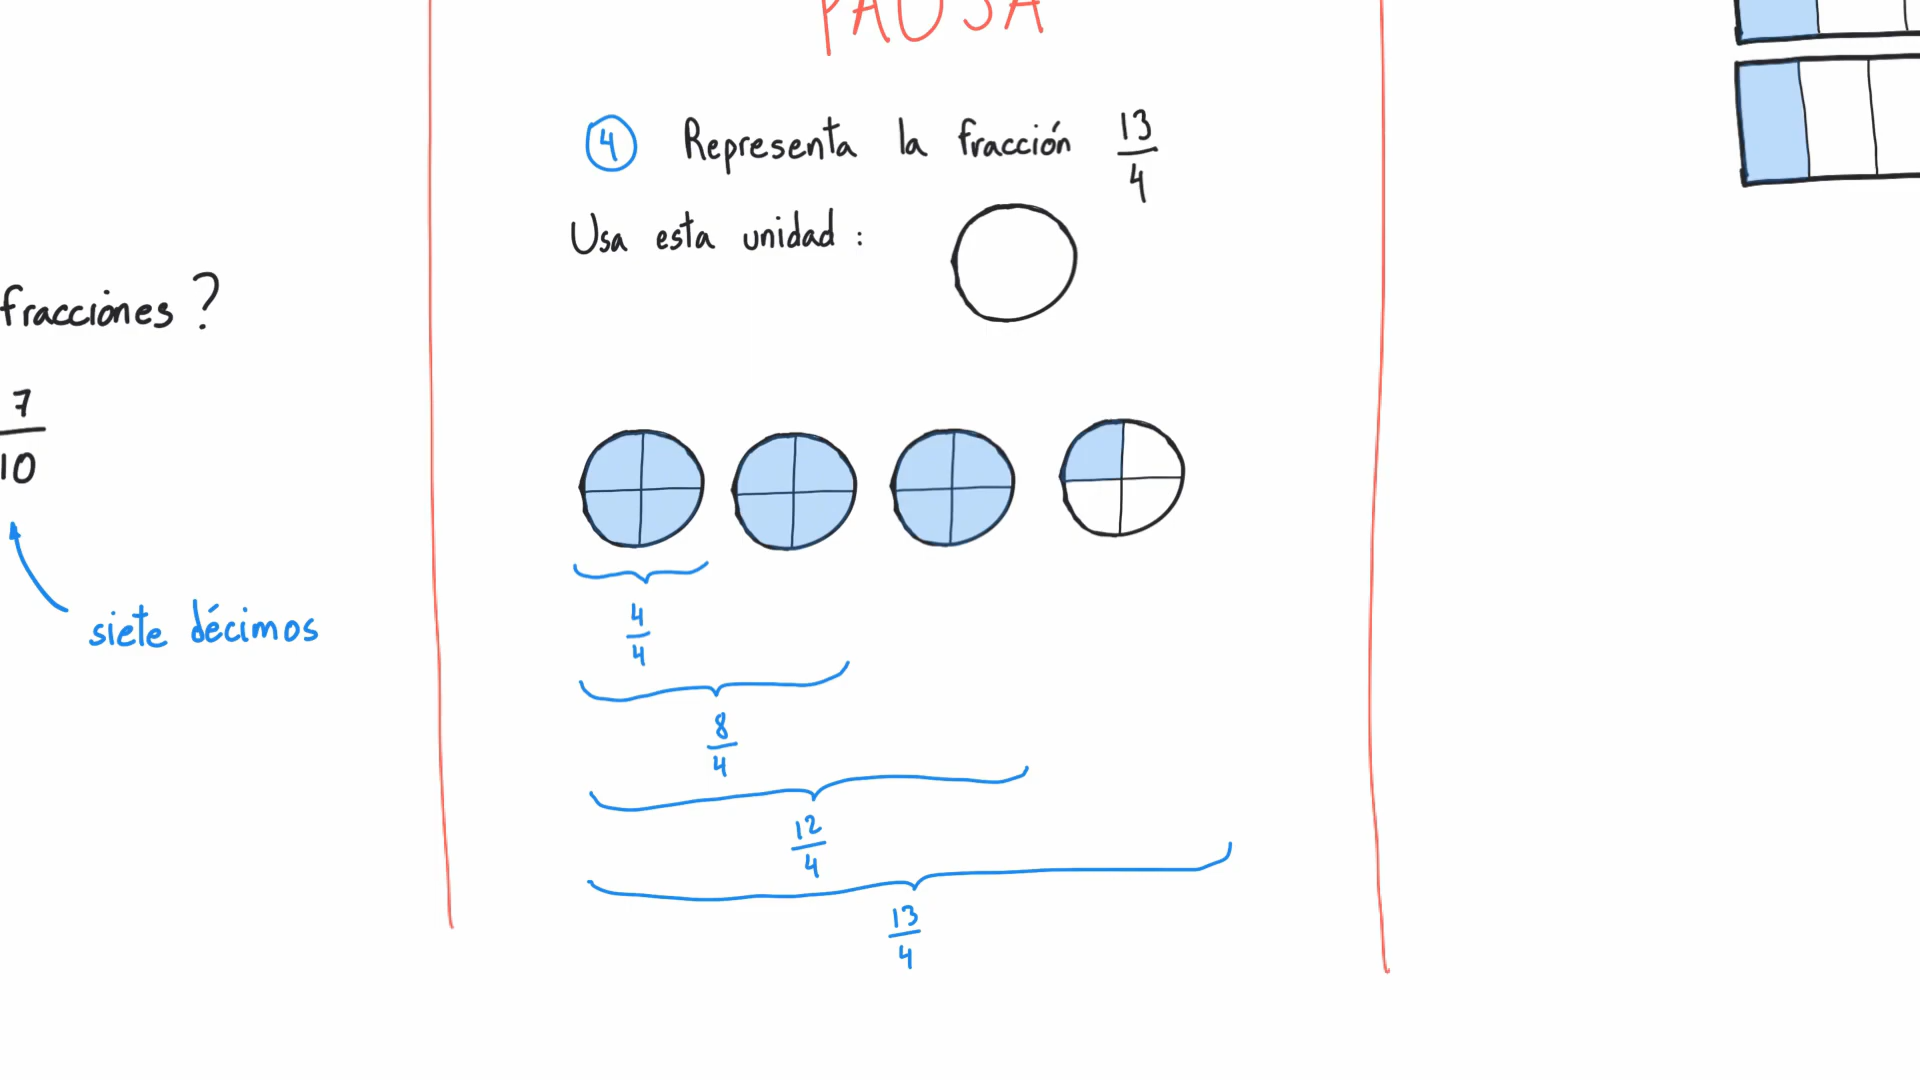 PAUSA
4 Representa la fracción 13/4
Usa esta unidad :
fracciónes ?
7/10
siete décimos
4/4
8/4
12/4
13/4